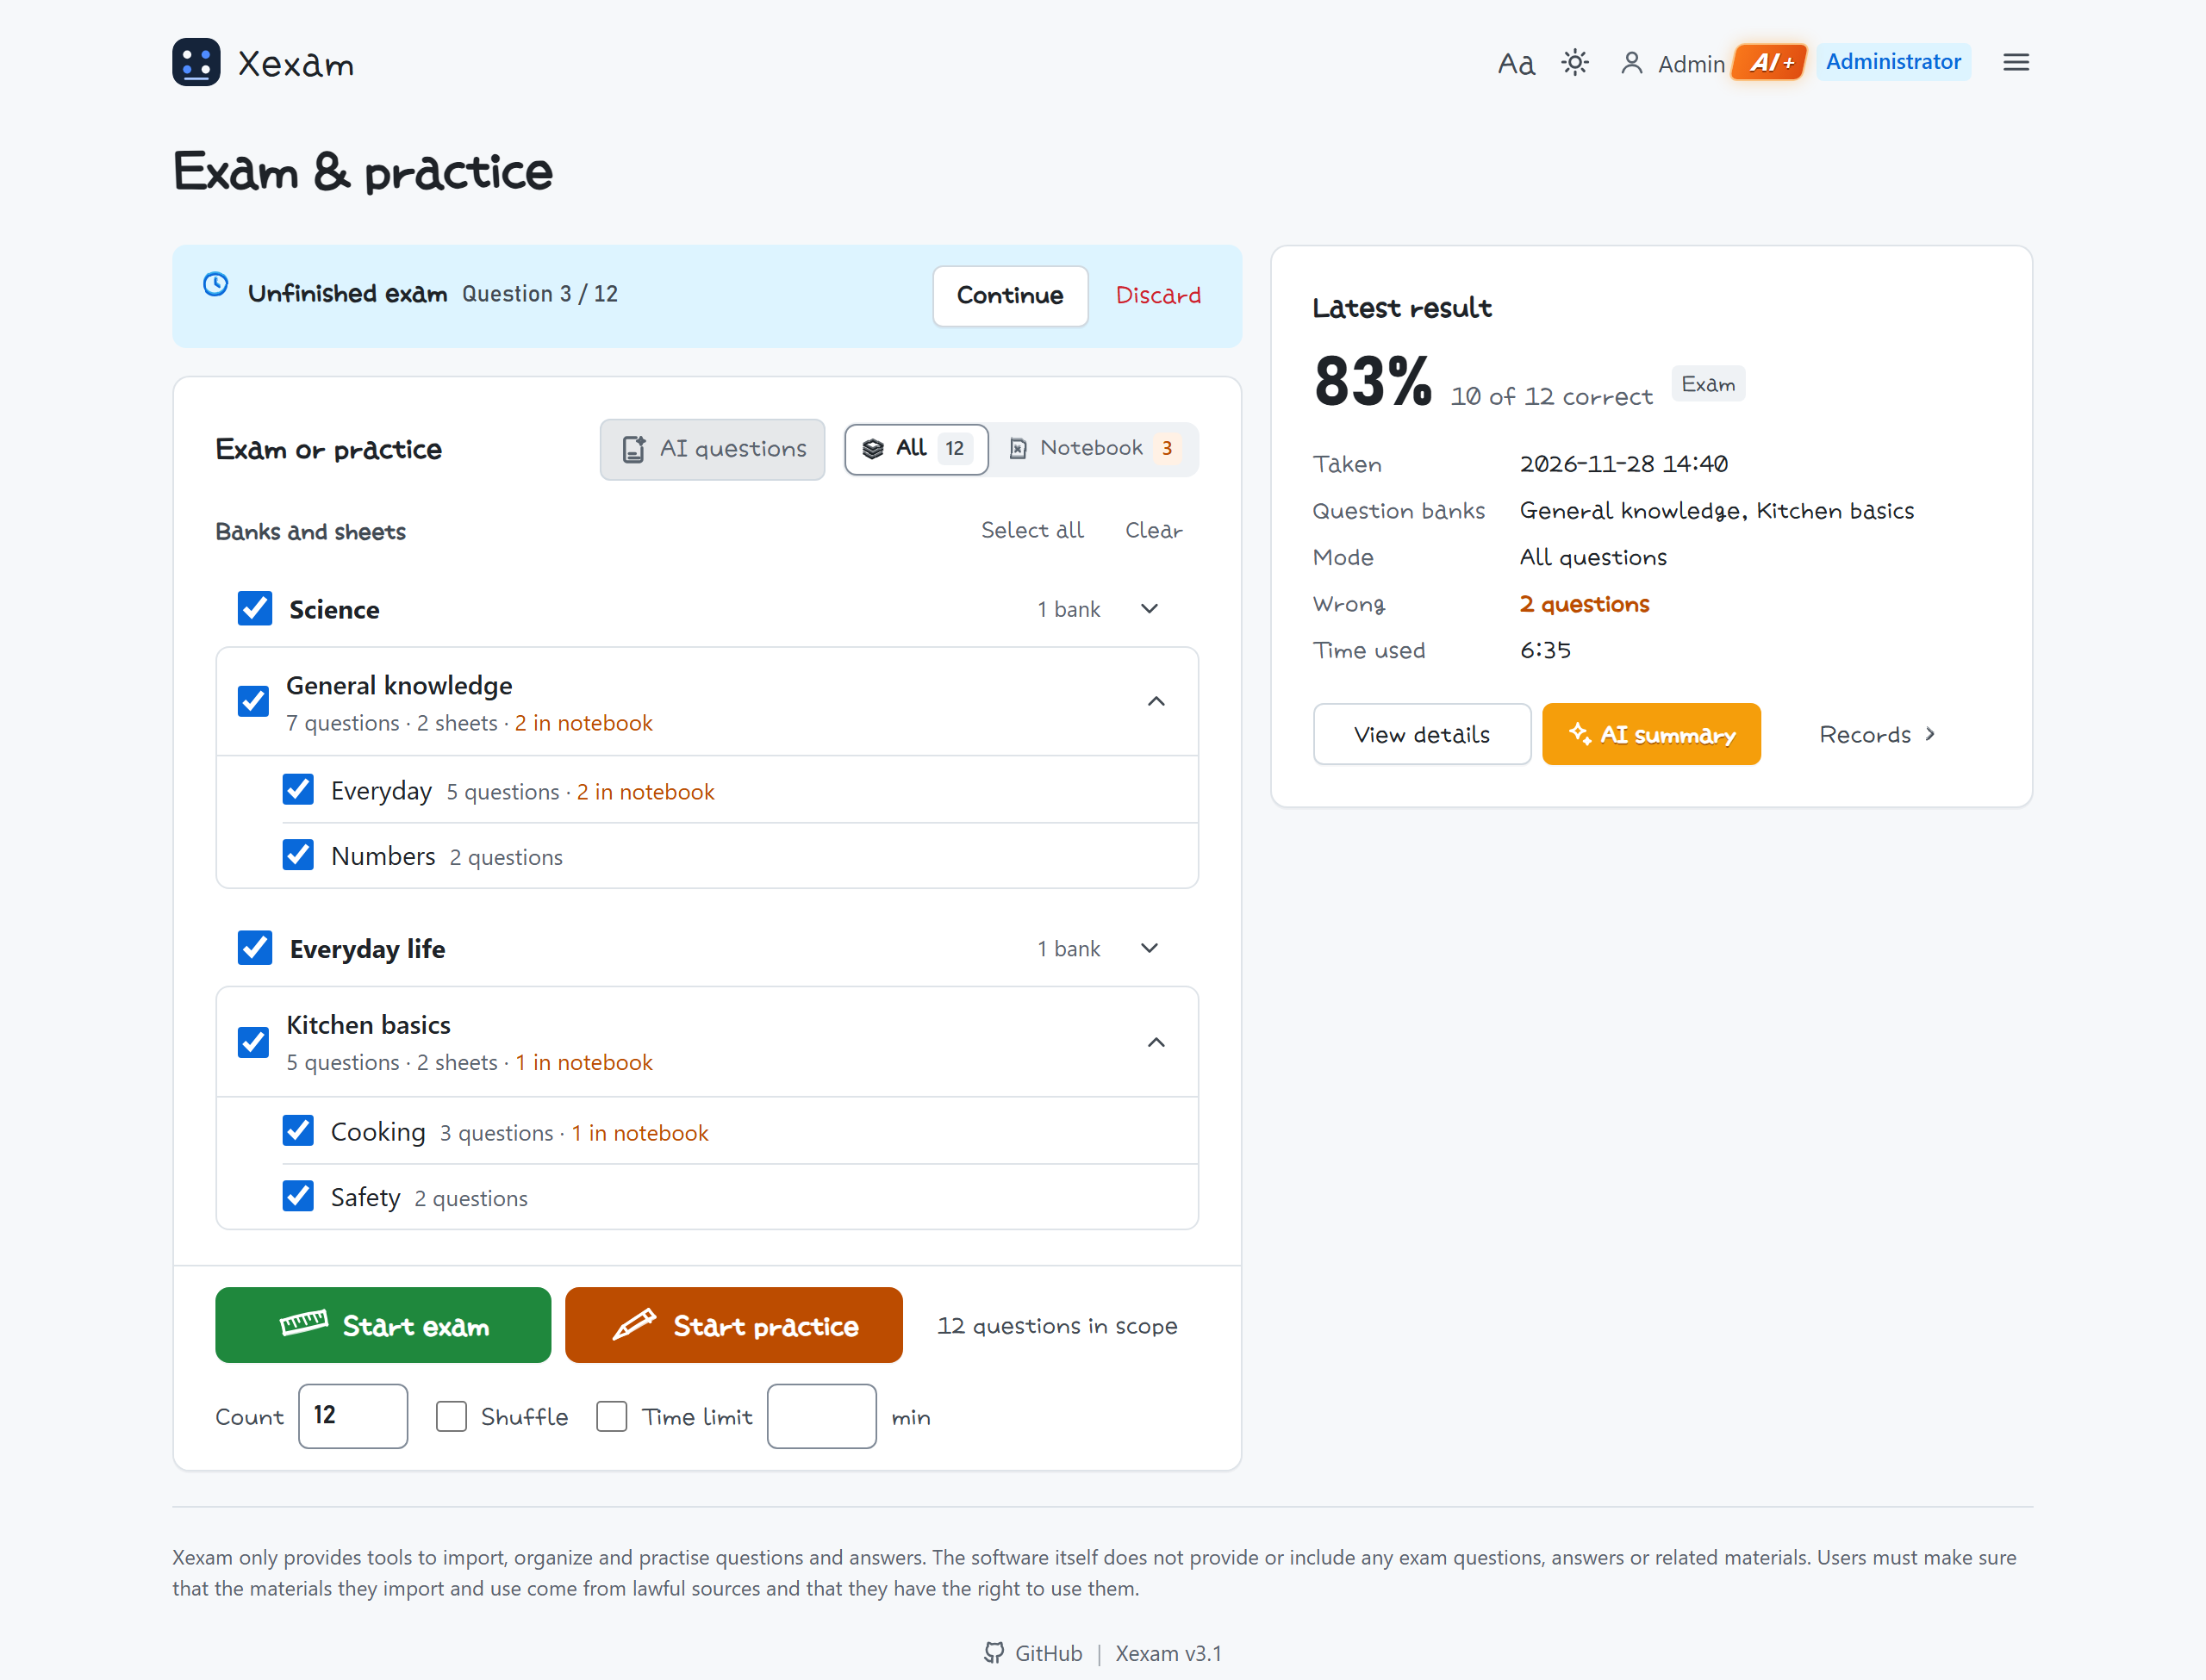 Xexam
Aa Admin AI+ Administrator
Exam & practice
Unfinished exam Question 3 / 12 Continue Discard
Exam or practice AI questions All 12 Notebook 3
Banks and sheets Select all Clear
Science 1 bank
General knowledge
7 questions · 2 sheets · 2 in notebook
Everyday 5 questions · 2 in notebook
Numbers 2 questions
Everyday life 1 bank
Kitchen basics
5 questions · 2 sheets · 1 in notebook
Cooking 3 questions · 1 in notebook
Safety 2 questions
Start exam Start practice 12 questions in scope
Count 12 Shuffle Time limit min
Latest result
83% 10 of 12 correct Exam
Taken 2026-11-28 14:40
Question banks General knowledge, Kitchen basics
Mode All questions
Wrong 2 questions
Time used 6:35
View details AI summary Records
Xexam only provides tools to import, organize and practise questions and answers. The software itself does not provide or include any exam questions, answers or related materials. Users must make sure
that the materials they import and use come from lawful sources and that they have the right to use them.
GitHub | Xexam v3.1